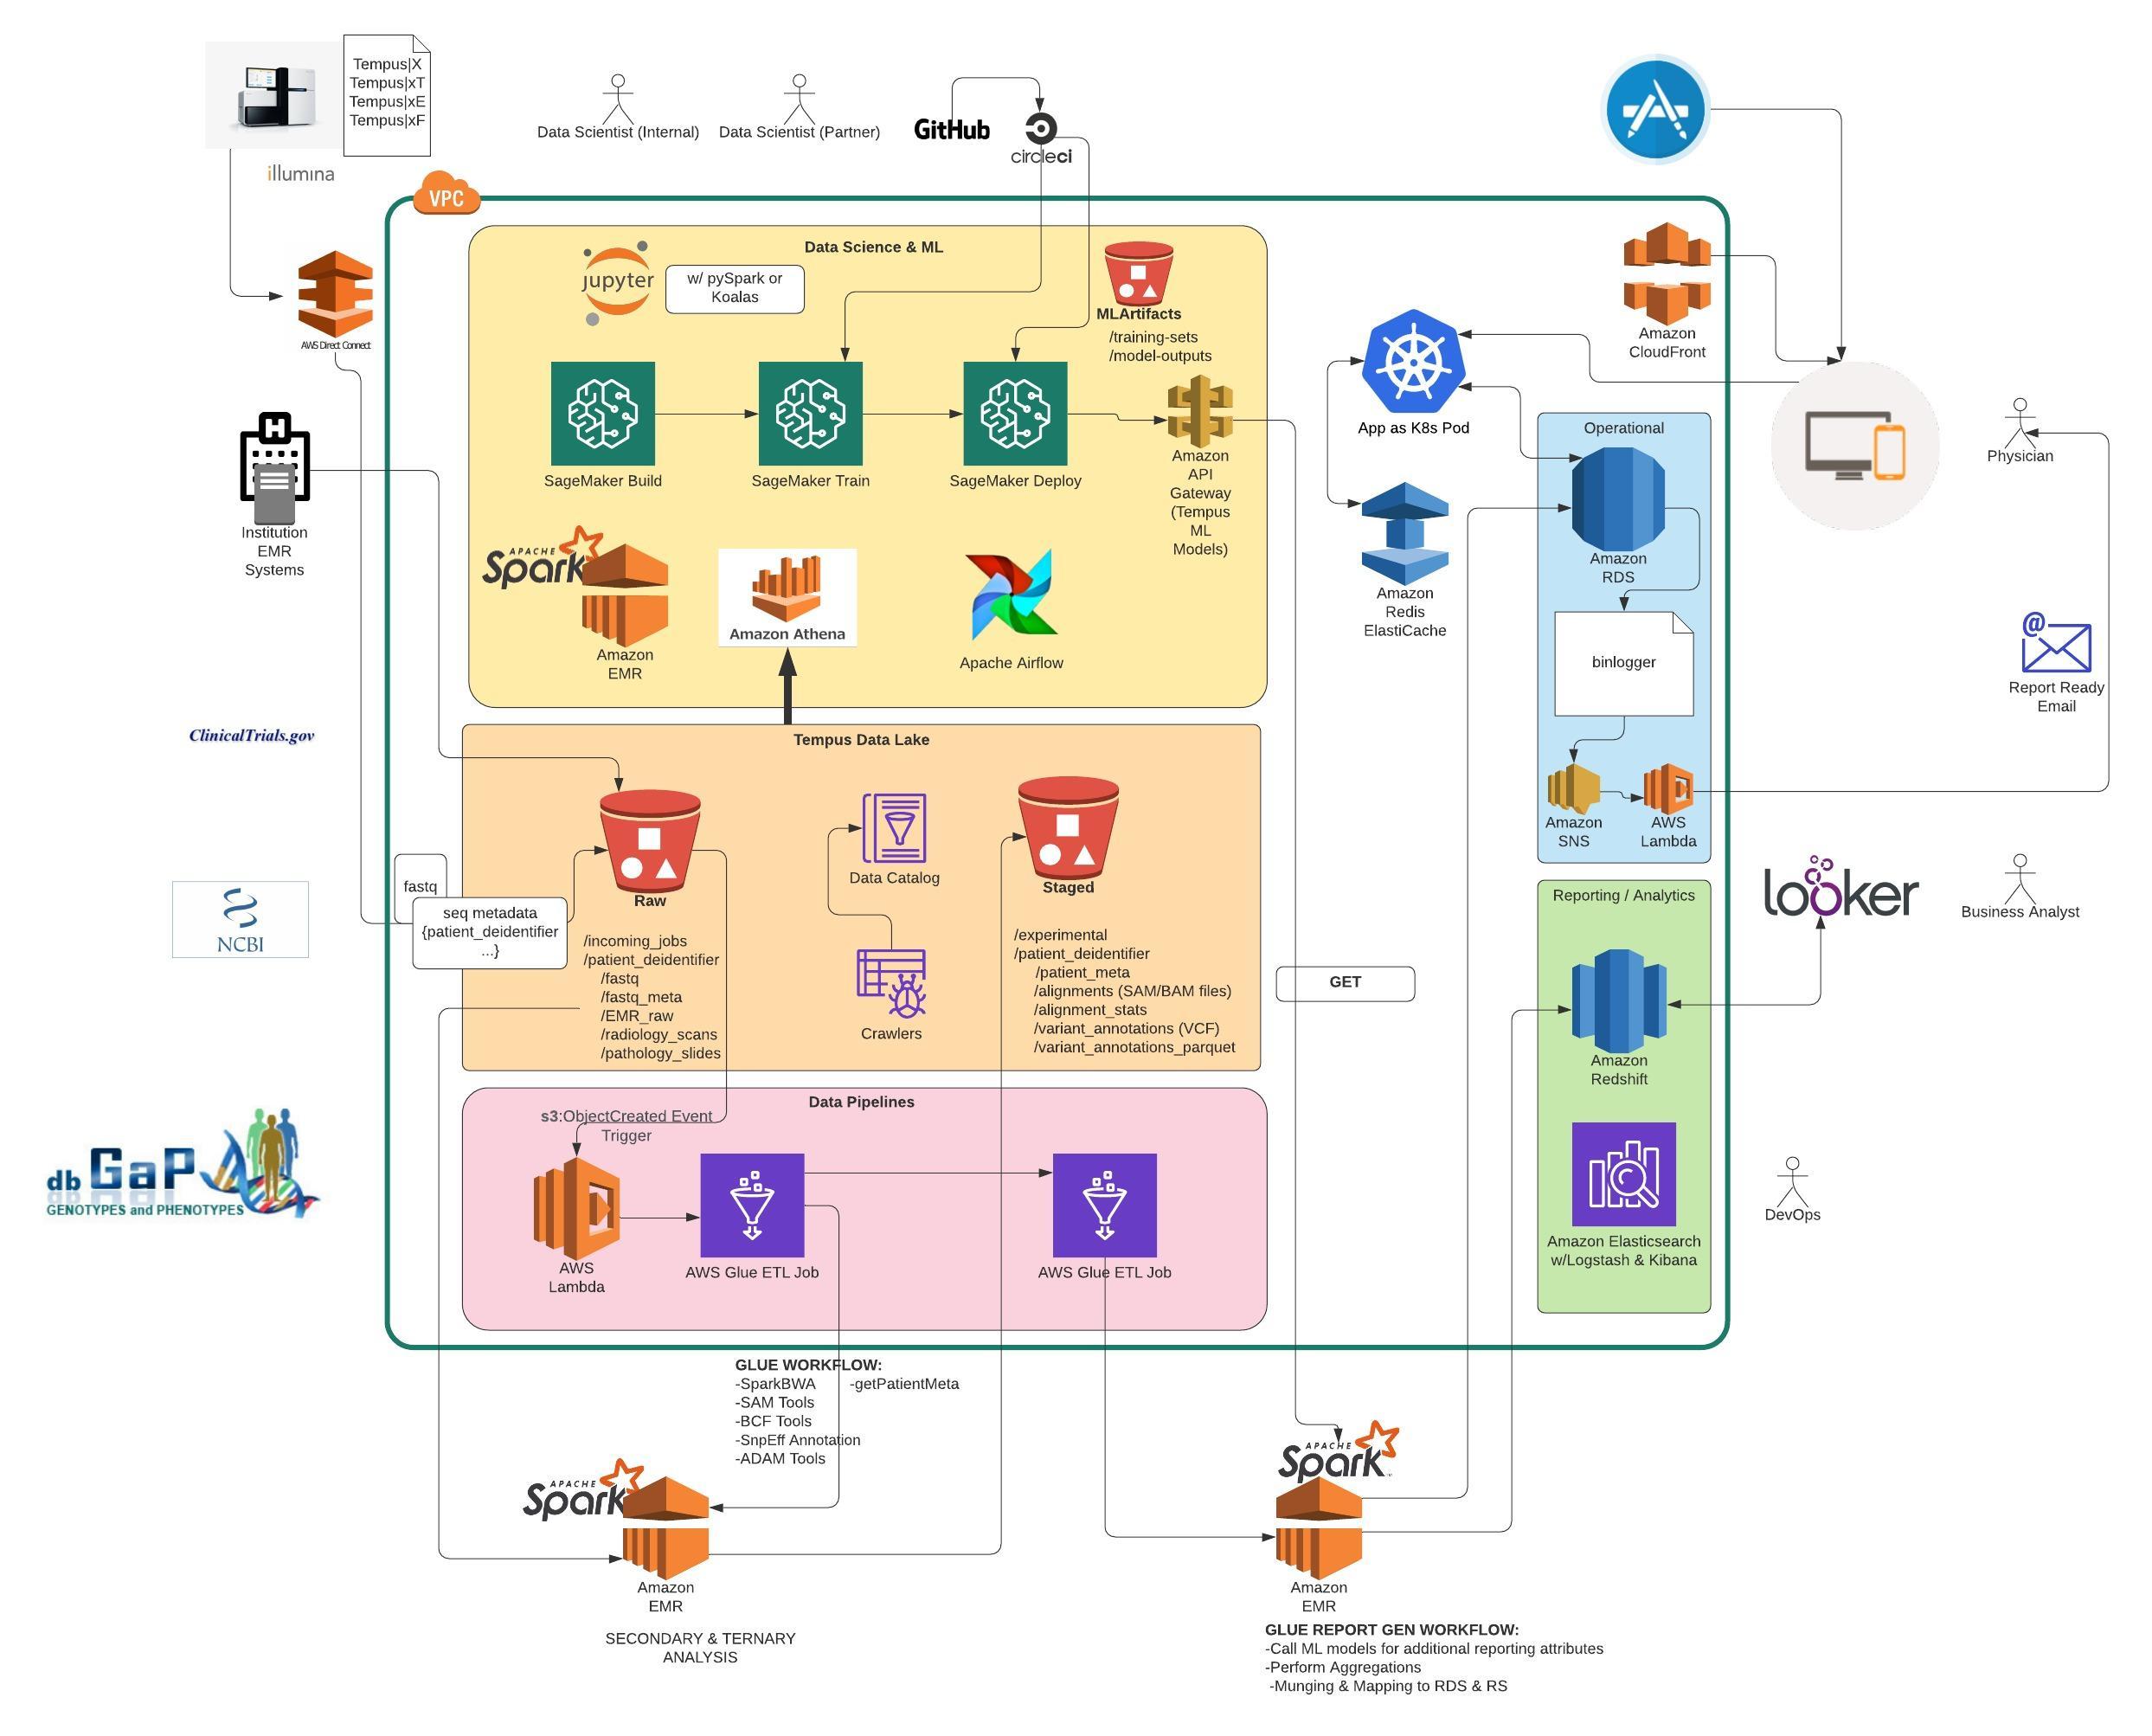 Tempus|X
Tempus|xT
Tempus|xE
Tempus|xF
illumina
Data Scientist (Internal)
Data Scientist (Partner)
GitHub
circleci
VPC
AWS Direct Connect
Data Science & ML
jupyter
w/ pySpark or
Koalas
MLArtifacts
/training-sets
/model-outputs
SageMaker Build
SageMaker Train
SageMaker Deploy
Amazon
API
Gateway
(Tempus
ML
Models)
APACHE
Spark
Amazon
EMR
Amazon Athena
Apache Airflow
Institution
EMR
Systems
H
ClinicalTrials.gov
NCBI
db GaP
GENOTYPES and PHENOTYPES
Tempus Data Lake
fastq
seq metadata
{patient_deidentifier
...}
Raw
/incoming_jobs
/patient_deidentifier
/fastq
/fastq_meta
/EMR_raw
/radiology_scans
/pathology_slides
Data Catalog
Crawlers
Staged
/experimental
/patient_deidentifier
/patient_meta
/alignments (SAM/BAM files)
/alignment_stats
/variant_annotations (VCF)
/variant_annotations_parquet
Data Pipelines
s3:ObjectCreated Event
Trigger
AWS
Lambda
AWS Glue ETL Job
AWS Glue ETL Job
GLUE WORKFLOW:
-SparkBWA -getPatientMeta
-SAM Tools
-BCF Tools
-SnpEff Annotation
-ADAM Tools
APACHE
Spark
Amazon
EMR
SECONDARY & TERNARY
ANALYSIS
GET
APACHE
Spark
Amazon
EMR
GLUE REPORT GEN WORKFLOW:
-Call ML models for additional reporting attributes
-Perform Aggregations
-Munging & Mapping to RDS & RS
App as K8s Pod
Amazon
Redis
ElastiCache
Amazon
CloudFront
Operational
Amazon
RDS
binlogger
Amazon
SNS
AWS
Lambda
Reporting / Analytics
Amazon
Redshift
Amazon Elasticsearch
w/Logstash & Kibana
Physician
@
Report Ready
Email
looker
Business Analyst
DevOps